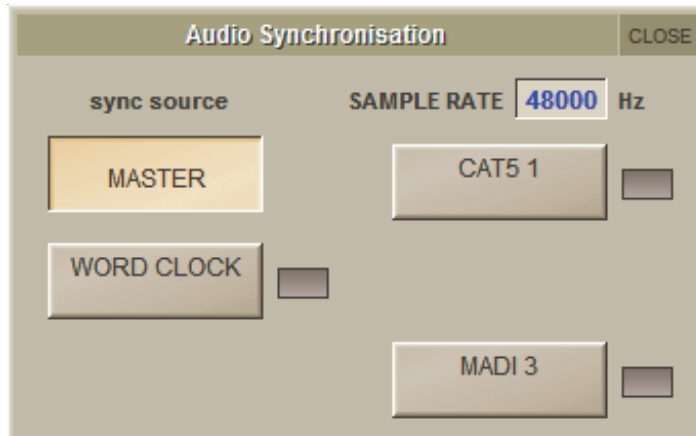 Audio Synchronisation CLOSE
sync source SAMPLE RATE 48000 Hz
MASTER CAT5 1
WORD CLOCK
MADI 3